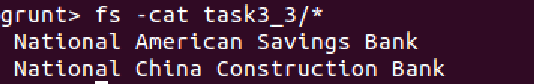 grunt> fs -cat task3_3/*
National American Savings Bank
National China Construction Bank